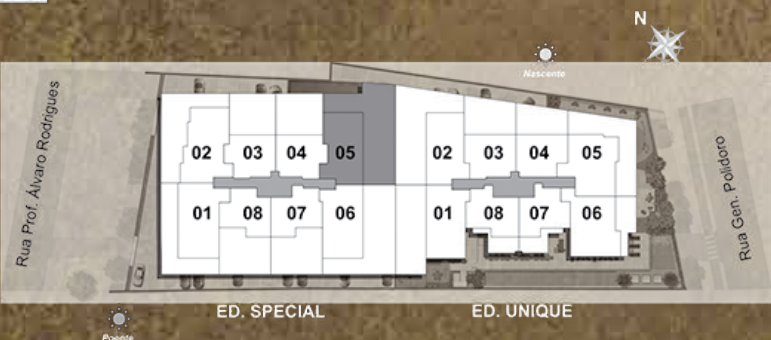 N
Nascente
Rua Prof. Álvaro Rodrigues
02 03 04 05 02 03 04 05
01 08 07 06 01 08 07 06
Rua Gen. Polidoro
ED. SPECIAL ED. UNIQUE
Poente